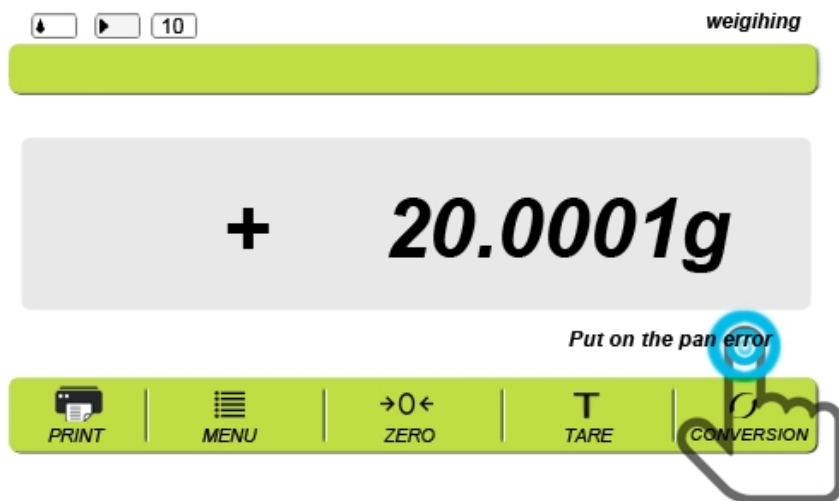 10
weigihing
+ 20.0001g
Put on the pan error
PRINT MENU →0← ZERO T TARE CONVERSION